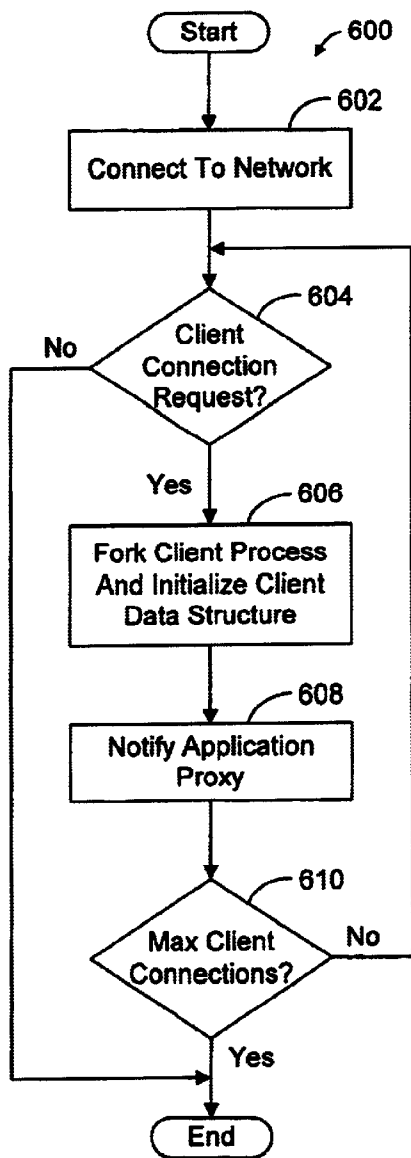 Start
600
602
Connect To Network
604
Client
Connection
Request?
No
Yes
606
Fork Client Process
And Initialize Client
Data Structure
608
Notify Application
Proxy
610
Max Client
Connections?
No
Yes
End